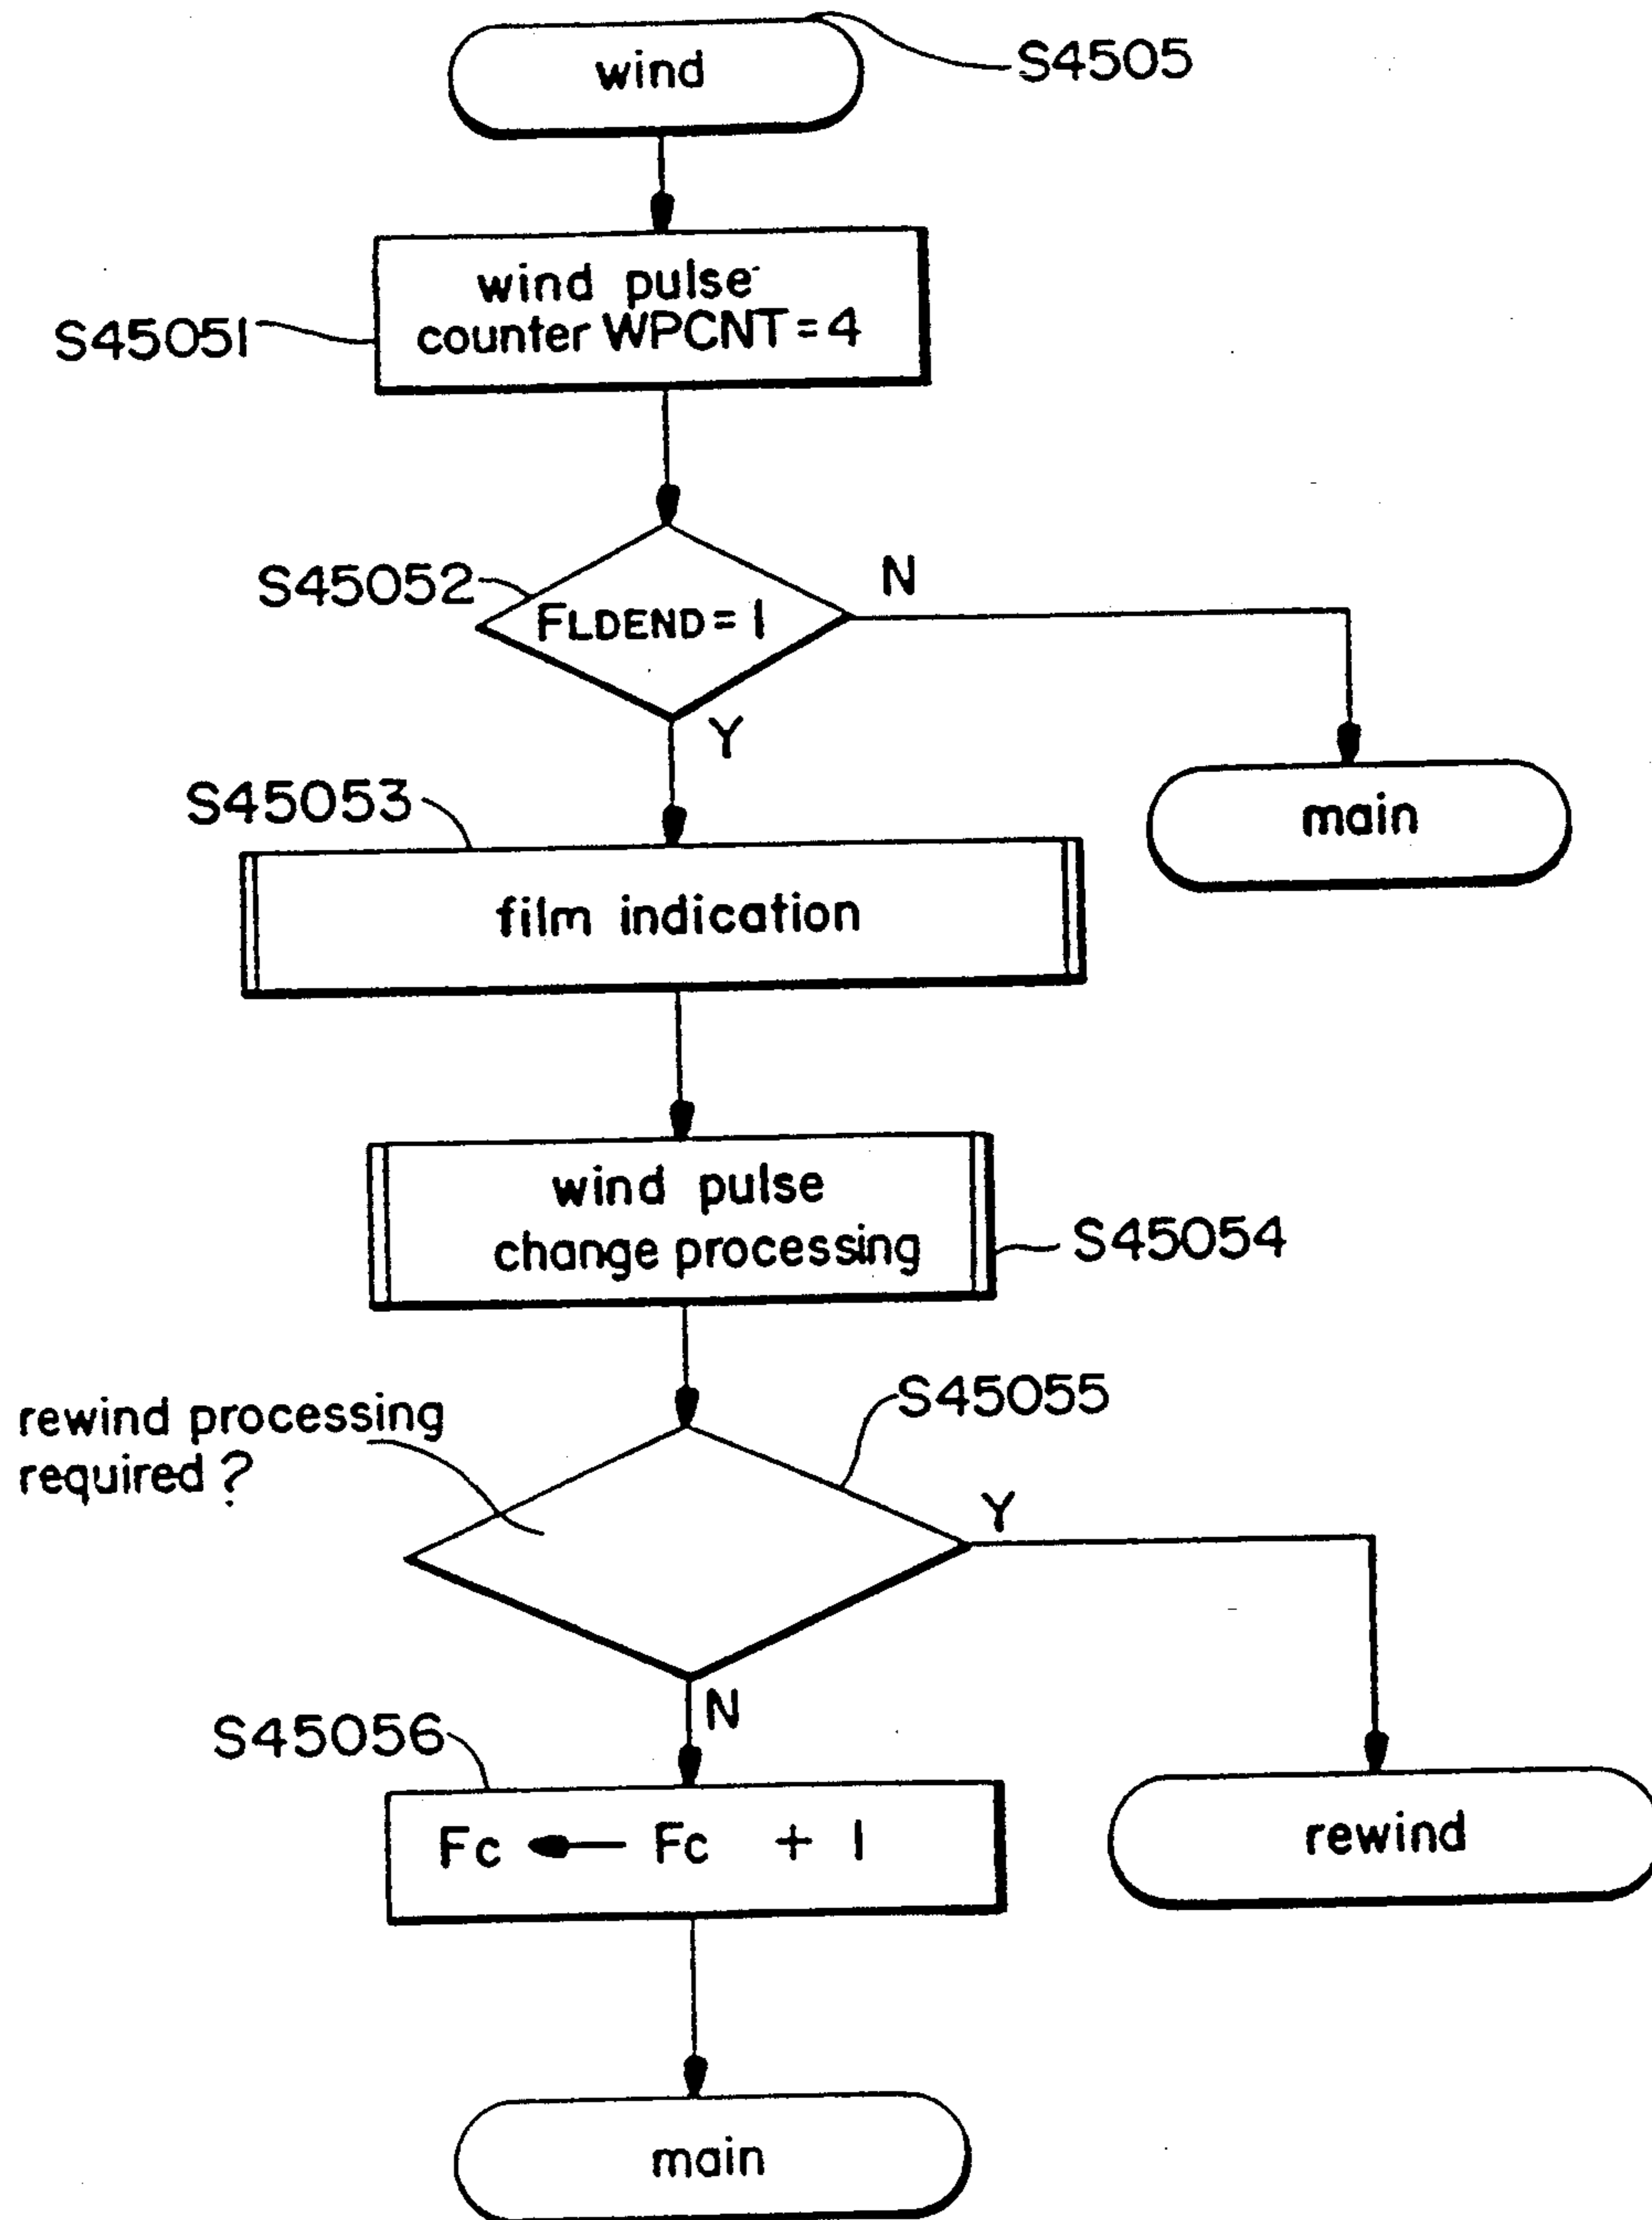 wind
S4505
wind pulse
counter WPCNT = 4
S45051
S45052
FLDEND = 1
N
Y
main
S45053
film indication
wind pulse
change processing
S45054
rewind processing
required ?
S45055
Y
N
S45056
Fc ← Fc + 1
rewind
main